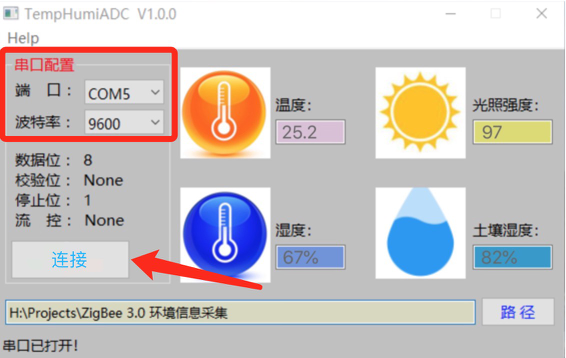 TempHumiADC V1.0.0
Help
串口配置
端 口: COM5
波特率: 9600
数据位: 8
校验位: None
停止位: 1
流 控: None
连接
温度:
25.2
光照强度:
97
湿度:
67%
土壤湿度:
82%
H:\Projects\ZigBee 3.0 环境信息采集
路 径
串口已打开!